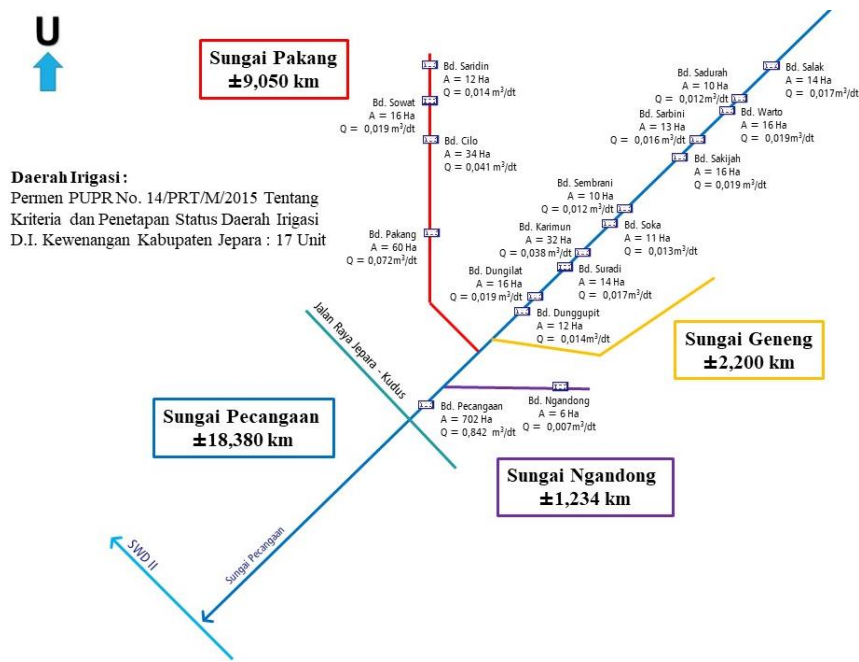 U
Sungai Pakang
±9,050 km
Daerah Irigasi :
Permen PUPR No. 14/PRT/M/2015 Tentang
Kriteria dan Penetapan Status Daerah Irigasi
D.I. Kewenangan Kabupaten Jepara : 17 Unit
Bd. Saridin
A = 12 Ha
Q = 0,014 m³/dt
Bd. Sowat
A = 16 Ha
Q = 0,019 m³/dt
Bd. Cilo
A = 34 Ha
Q = 0,041 m³/dt
Bd. Pakang
A = 60 Ha
Q = 0,072m³/dt
Bd. Salak
A = 14 Ha
Q = 0,017m³/dt
Bd. Sadurah
A = 10 Ha
Q = 0,012m³/dt
Bd. Warto
A = 16 Ha
Q = 0,019m³/dt
Bd. Sarbini
A = 13 Ha
Q = 0,016 m³/dt
Bd. Sakijah
A = 16 Ha
Q = 0,019 m³/dt
Bd. Sembrani
A = 10 Ha
Q = 0,012 m³/dt
Bd. Soka
A = 11 Ha
Q = 0,013m³/dt
Bd. Karimun
A = 32 Ha
Q = 0,038 m³/dt
Bd. Suradi
A = 14 Ha
Q = 0,017m³/dt
Bd. Dungilat
A = 16 Ha
Q = 0,019 m³/dt
Bd. Dunggupit
A = 12 Ha
Q = 0,014m³/dt
Sungai Geneng
±2,200 km
Jalan Raya Jepara - Kudus
Sungai Pecangaan
±18,380 km
Bd. Pecangaan
A = 702 Ha
Q = 0,842 m³/dt
Bd. Ngandong
A = 6 Ha
Q = 0,007m³/dt
Sungai Ngandong
±1,234 km
Sungai Pecangaan
SWD II